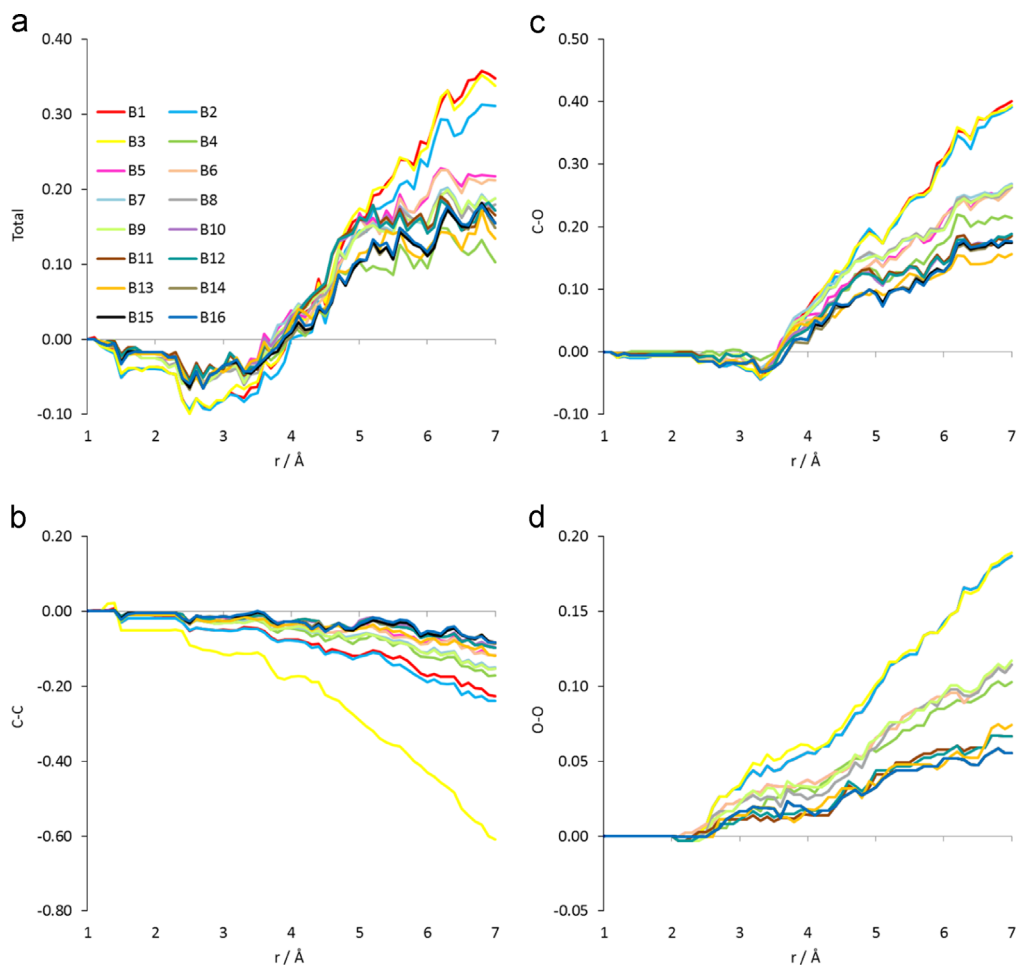 a
0.40
0.30
0.20
0.10
0.00
-0.10
Total
B1 B2
B3 B4
B5 B6
B7 B8
B9 B10
B11 B12
B13 B14
B15 B16
1 2 3 4 5 6 7
r / Å
c
0.50
0.40
0.30
0.20
0.10
0.00
-0.10
C-O
1 2 3 4 5 6 7
r / Å
b
0.20
0.00
-0.20
-0.40
-0.60
-0.80
C-C
1 2 3 4 5 6 7
r / Å
d
0.20
0.15
0.10
0.05
0.00
-0.05
O-O
1 2 3 4 5 6 7
r / Å